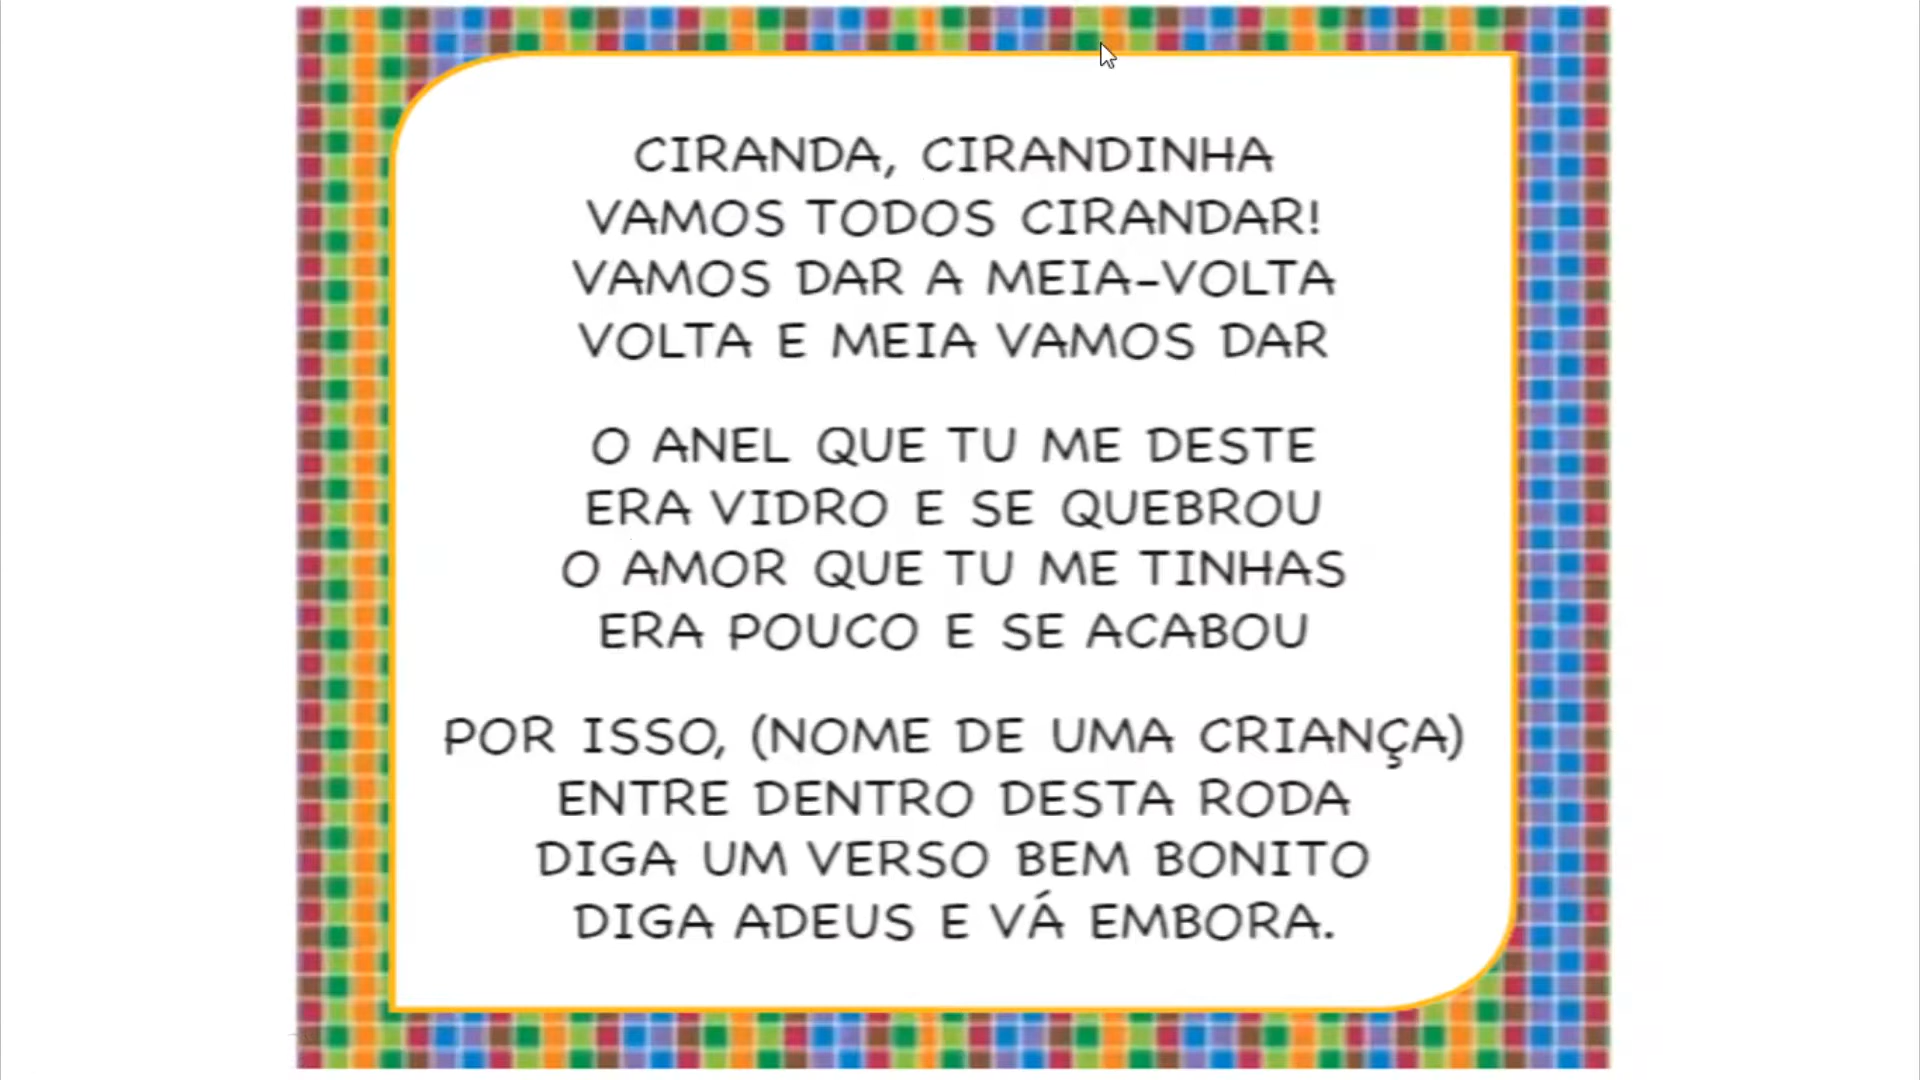 CIRANDA, CIRANDINHA
VAMOS TODOS CIRANDAR!
VAMOS DAR A MEIA-VOLTA
VOLTA E MEIA VAMOS DAR
O ANEL QUE TU ME DESTE
ERA VIDRO E SE QUEBROU
O AMOR QUE TU ME TINHAS
ERA POUCO E SE ACABOU
POR ISSO, (NOME DE UMA CRIANÇA)
ENTRE DENTRO DESTA RODA
DIGA UM VERSO BEM BONITO
DIGA ADEUS E VÁ EMBORA.